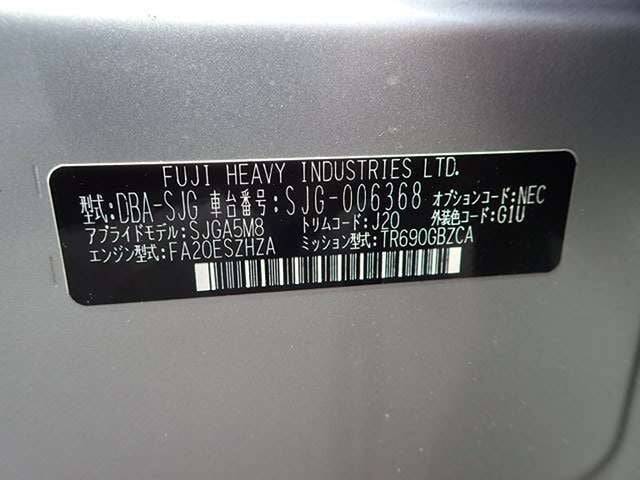 FUJI HEAVY INDUSTRIES LTD.
型式:DBA-SJG 車台番号:SJG-006368 オプションコード:NEC
アプライドモデル:SJGA5M8 トリムコード:J20 外装色コード:G1U
エンジン型式:FA20ESZHZA ミッション型式:TR690GBZCA